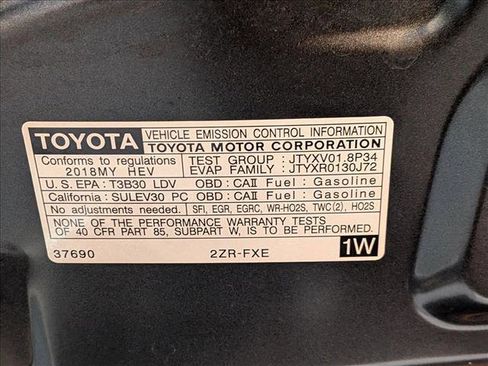 TOYOTA VEHICLE EMISSION CONTROL INFORMATION
TOYOTA MOTOR CORPORATION
Conforms to regulations TEST GROUP : JTYXV01.8P34
2018MY HEV EVAP FAMILY : JTYXR0130J72
U.S. EPA : T3B30 LDV OBD : CAII Fuel : Gasoline
California : SULEV30 PC OBD : CAII Fuel : Gasoline
No adjustments needed. SFI, EGR, EGRC, WR-HO2S, TWC(2), HO2S
NONE OF THE PERFORMANCE WARRANTY TESTS
OF 40 CFR PART 85, SUBPART W, IS TO BE PERFORMED.
37690 2ZR-FXE 1W